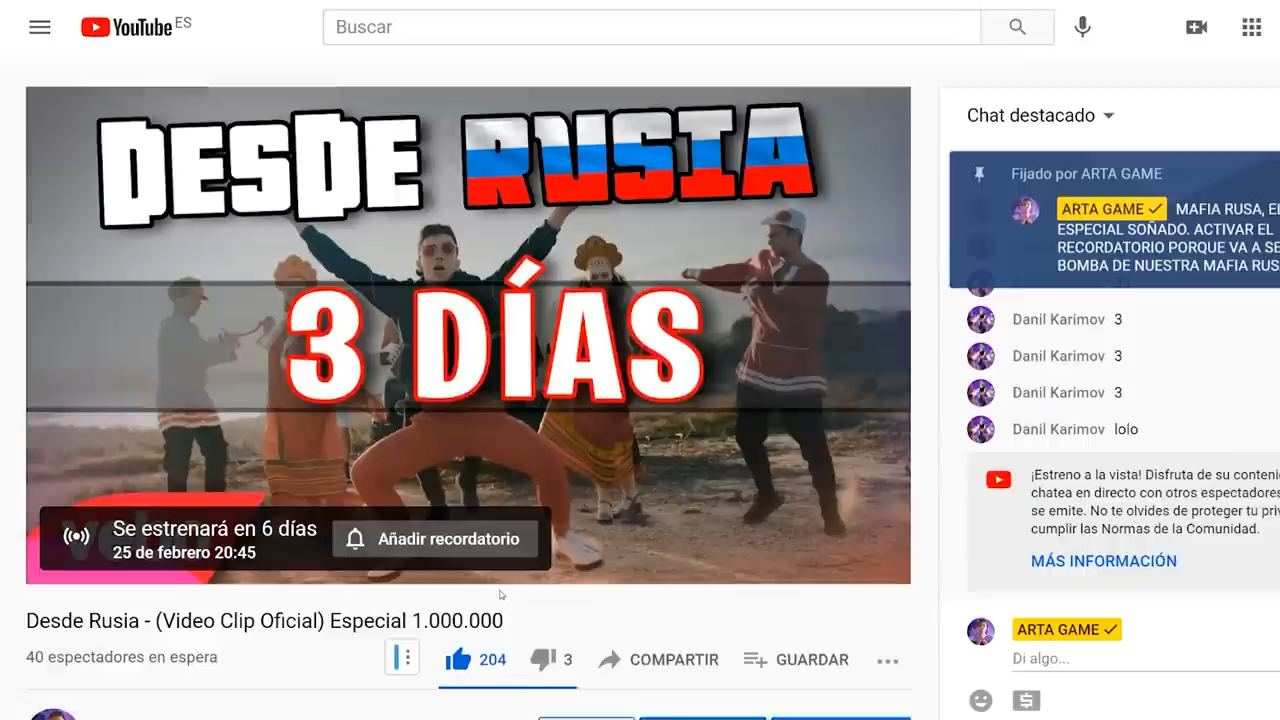 YouTube ES
Buscar
DESDE RUSIA
3 DÍAS
Se estrenará en 6 días
25 de febrero 20:45
Añadir recordatorio
Desde Rusia - (Video Clip Oficial) Especial 1.000.000
40 espectadores en espera
204
3
COMPARTIR
GUARDAR
Chat destacado
Fijado por ARTA GAME
ARTA GAME MAFIA RUSA, El
ESPECIAL SOÑADO. ACTIVAR EL
RECORDATORIO PORQUE VA A SE
BOMBA DE NUESTRA MAFIA RUS
Danil Karimov 3
Danil Karimov 3
Danil Karimov 3
Danil Karimov lolo
¡Estreno a la vista! Disfruta de su conteni
chatea en directo con otros espectadores
se emite. No te olvides de proteger tu pri
cumplir las Normas de la Comunidad.
MÁS INFORMACIÓN
ARTA GAME
Di algo...